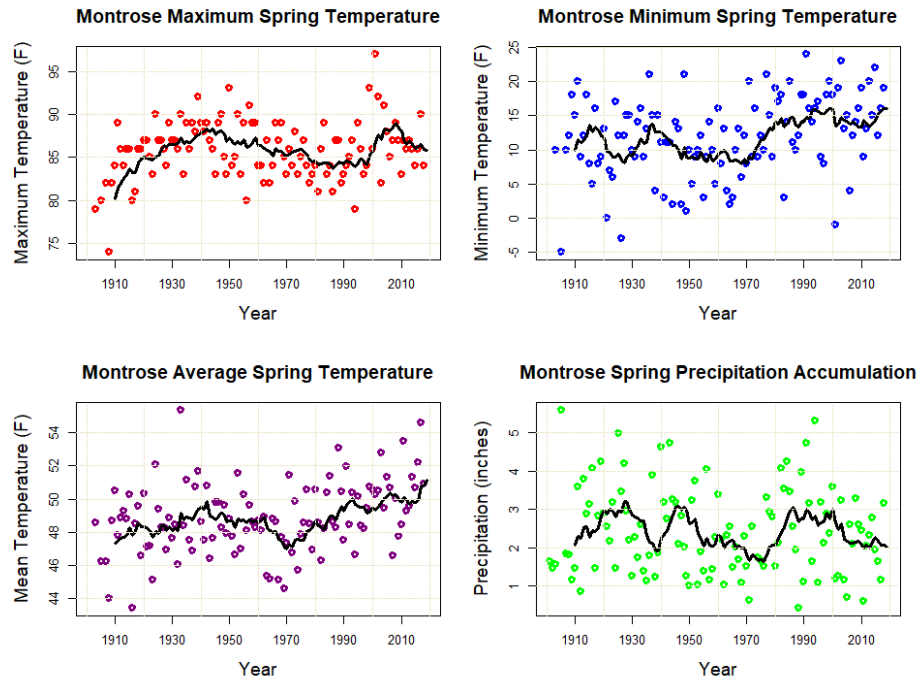 Montrose Maximum Spring Temperature
Maximum Temperature (F)
95
90
85
80
75
1910 1930 1950 1970 1990 2010
Year
Montrose Minimum Spring Temperature
Minimum Temperature (F)
25
20
15
10
5
0
-5
1910 1930 1950 1970 1990 2010
Year
Montrose Average Spring Temperature
Mean Temperature (F)
54
52
50
48
46
44
1910 1930 1950 1970 1990 2010
Year
Montrose Spring Precipitation Accumulation
Precipitation (inches)
5
4
3
2
1
1910 1930 1950 1970 1990 2010
Year